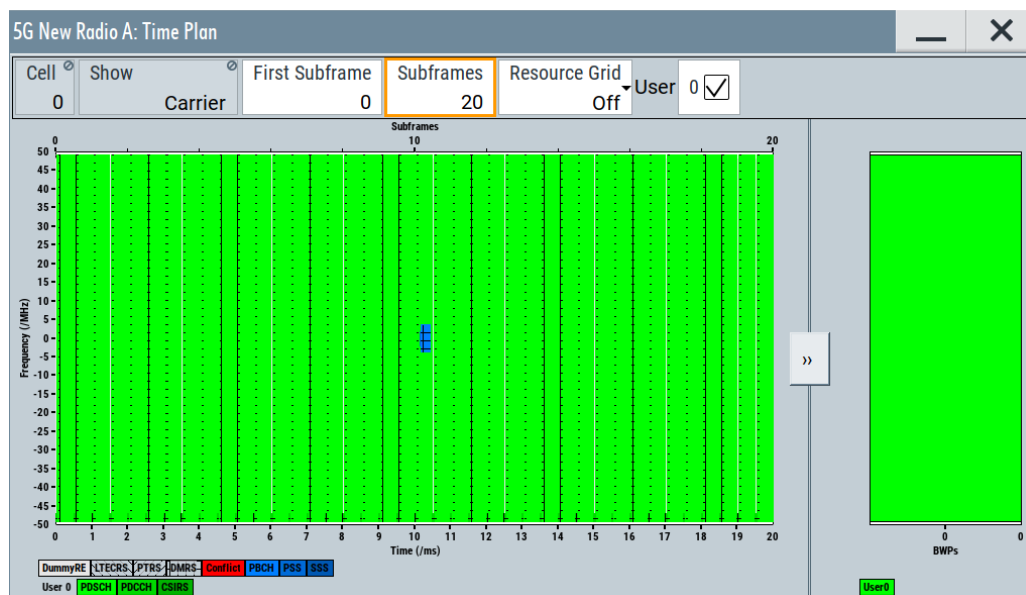 5G New Radio A: Time Plan
Cell Show First Subframe Subframes Resource Grid User 0
0 Carrier 0 20 Off
Subframes
0 10 20
50
45
40
35
30
25
20
15
10
5
0
-5
-10
-15
-20
-25
-30
-35
-40
-45
-50
Frequency (/MHz)
0 1 2 3 4 5 6 7 8 9 10 11 12 13 14 15 16 17 18 19 20
Time (/ms)
»
0 0
BWPs
DummyRE LTECRS PTRS DMRS Conflict PBCH PSS SSS
User 0 PDSCH PDCCH CSIRS
User0